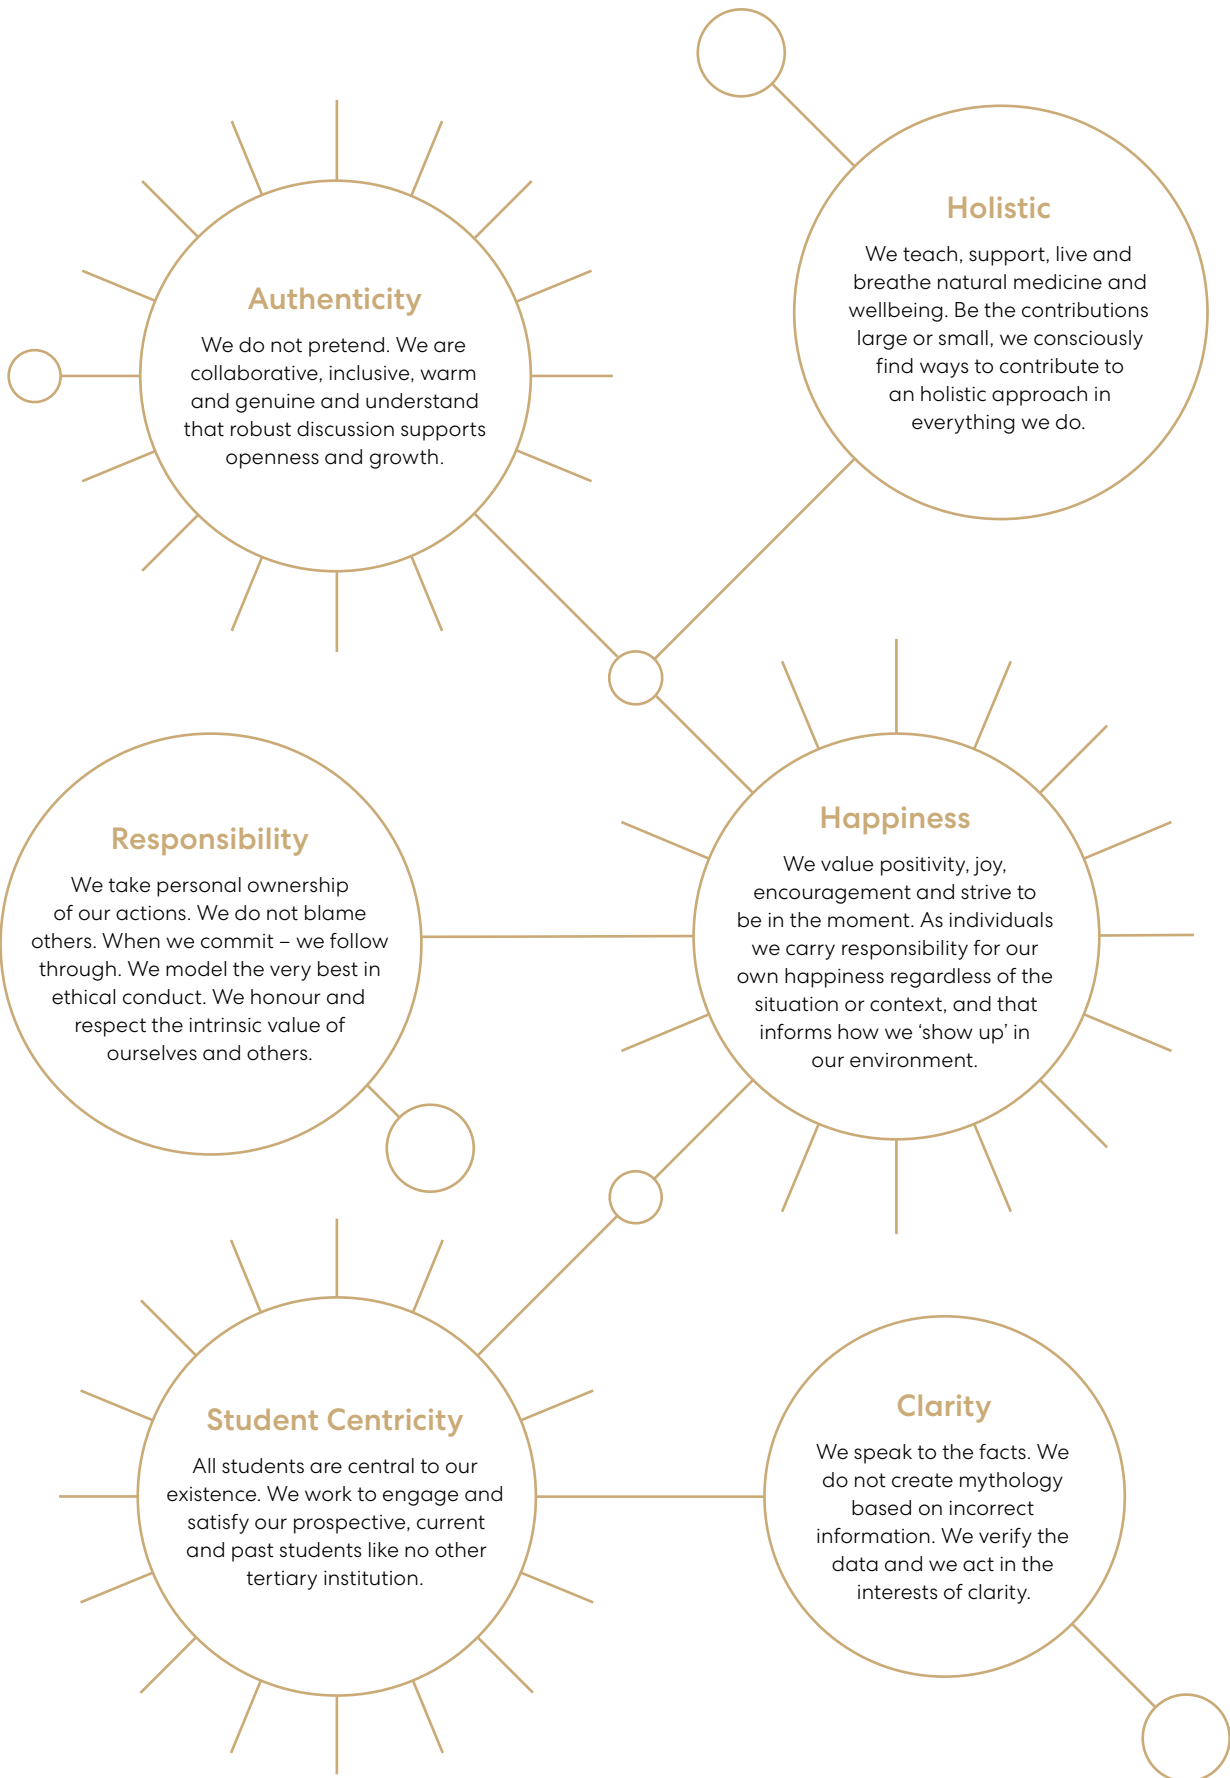 Holistic
We teach, support, live and
breathe natural medicine and
wellbeing. Be the contributions
large or small, we consciously
find ways to contribute to
an holistic approach in
everything we do.
Authenticity
We do not pretend. We are
collaborative, inclusive, warm
and genuine and understand
that robust discussion supports
openness and growth.
Happiness
We value positivity, joy,
encouragement and strive to
be in the moment. As individuals
we carry responsibility for our
own happiness regardless of the
situation or context, and that
informs how we ‘show up’ in
our environment.
Responsibility
We take personal ownership
of our actions. We do not blame
others. When we commit – we follow
through. We model the very best in
ethical conduct. We honour and
respect the intrinsic value of
ourselves and others.
Student Centricity
All students are central to our
existence. We work to engage and
satisfy our prospective, current
and past students like no other
tertiary institution.
Clarity
We speak to the facts. We
do not create mythology
based on incorrect
information. We verify the
data and we act in the
interests of clarity.